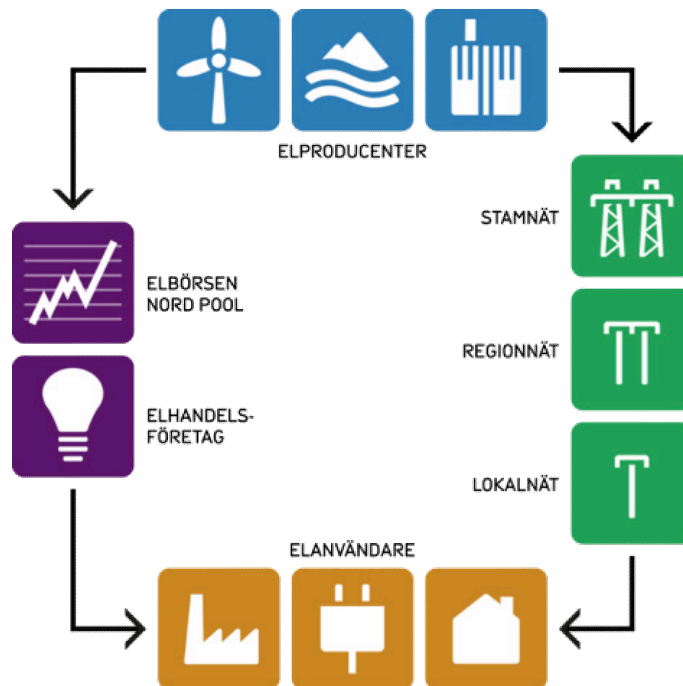 ELPRODUCENTER
STAMNÄT
ELBÖRSEN
NORD POOL
REGIONNÄT
ELHANDELS-
FÖRETAG
LOKALNÄT
ELANVÄNDARE